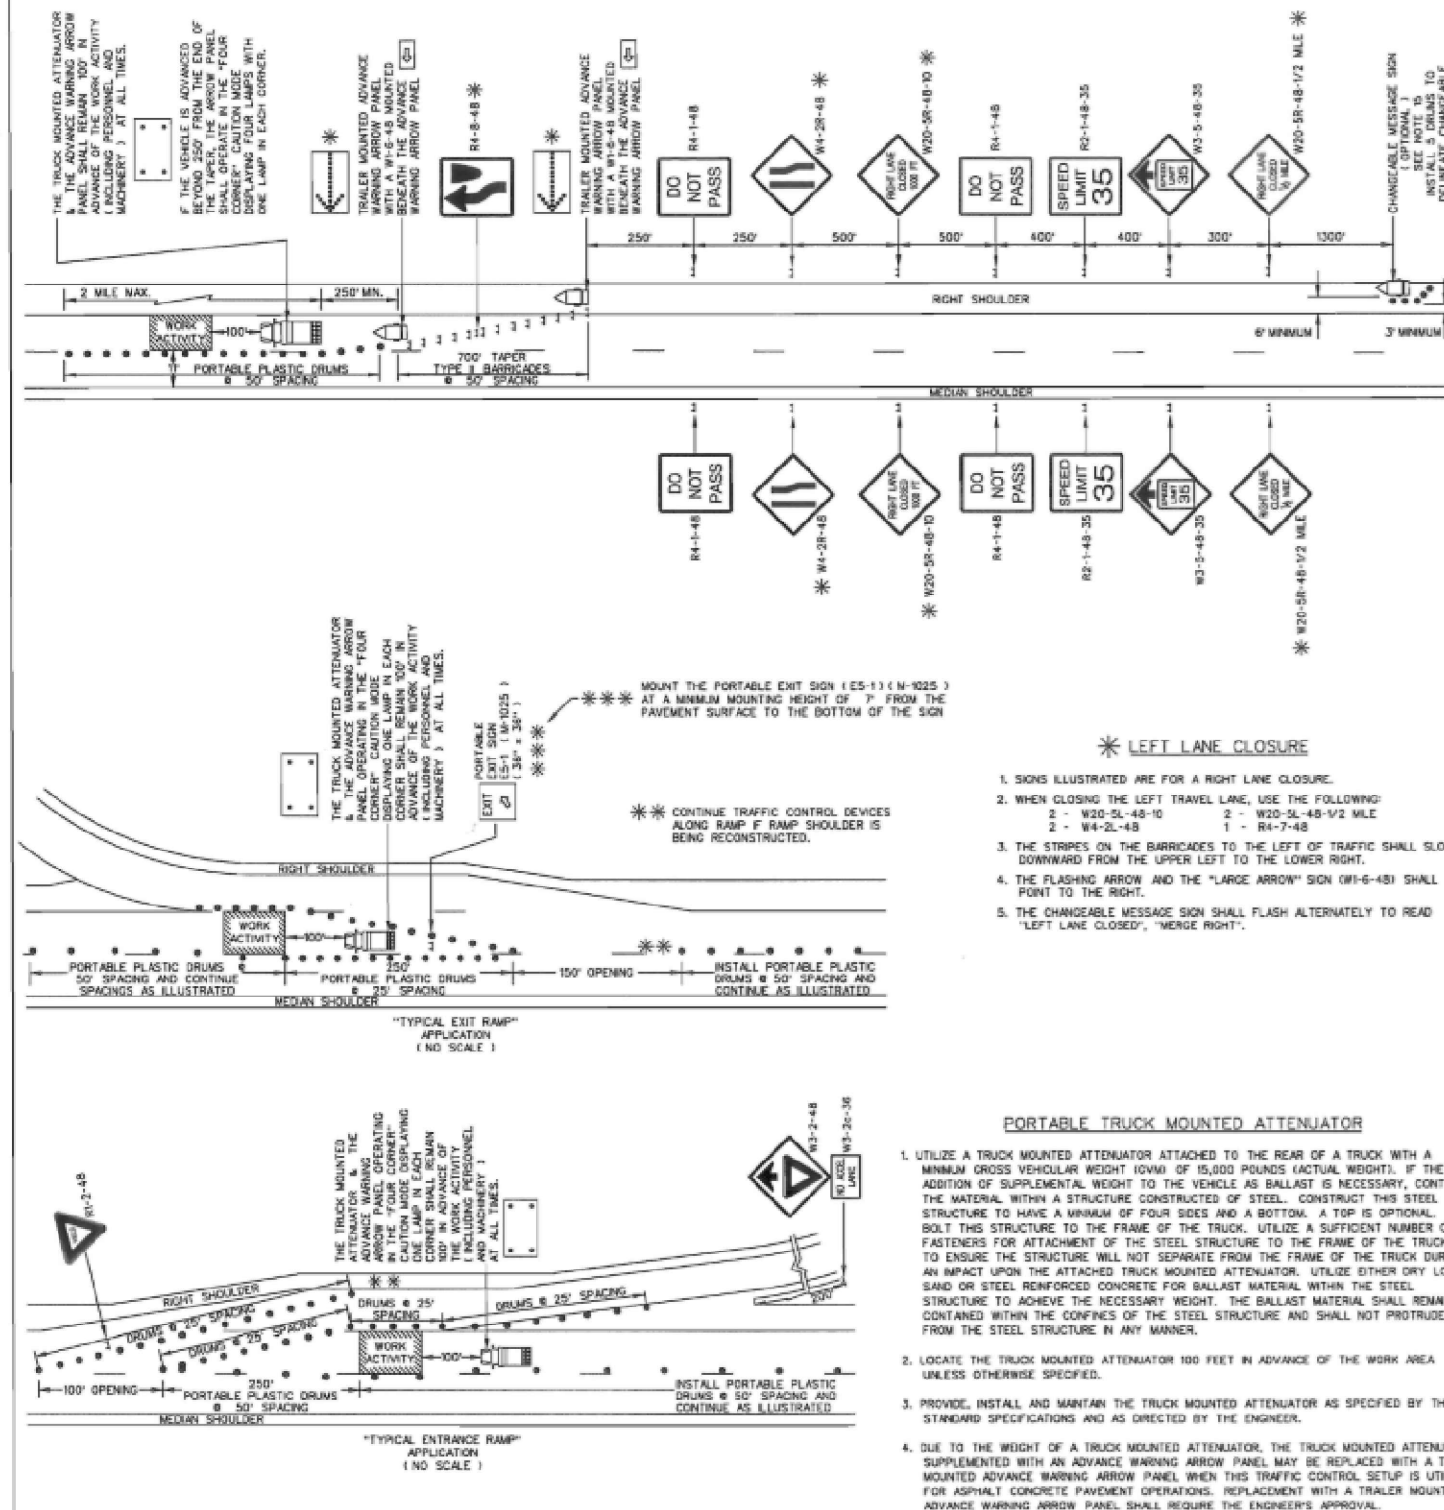 THE TRUCK MOUNTED ATTENUATOR
& THE ADVANCE WARNING ARROW
PANEL SHALL REMAIN 100' IN
ADVANCE OF THE WORK ACTIVITY
( INCLUDING PERSONNEL AND
MACHINERY ) AT ALL TIMES.
IF THE VEHICLE IS ADVANCED
BEYOND 250' FROM THE END OF
THE TAPER, THE ARROW PANEL
SHALL OPERATE IN THE "FOUR
CORNER" CAUTION MODE
DISPLAYING FOUR LAMPS WITH
ONE LAMP IN EACH CORNER.
TRAILER MOUNTED ADVANCE
WARNING ARROW PANEL
WITH A W1-6-48 MOUNTED
BENEATH THE ADVANCE
WARNING ARROW PANEL
R4-8-48 *
TRAILER MOUNTED ADVANCE
WARNING ARROW PANEL
WITH A W1-6-48 MOUNTED
BENEATH THE ADVANCE
WARNING ARROW PANEL
R4-1-48
DO
NOT
PASS
W4-2R-48 *
W20-5R-48-10 *
RIGHT LANE
CLOSED
1000 FT
R4-1-48
DO
NOT
PASS
R2-1-48-35
SPEED
LIMIT
35
W3-5-48-35
SPEED
LIMIT
35
W20-5R-48-1/2 MILE *
RIGHT LANE
CLOSED
½ MILE
CHANGEABLE MESSAGE SIGN
( OPTIONAL )
SEE NOTE 15
INSTALL 5 DRUMS TO
DELINEATE CHANGEABLE
250'
250'
500'
500'
400'
400'
300'
1300'
2 MILE MAX.
250' MIN.
RIGHT SHOULDER
WORK
ACTIVITY
100'
6' MINIMUM
3' MINIMUM
11'
PORTABLE PLASTIC DRUMS
@ 50' SPACING
700' TAPER
TYPE II BARRICADES
@ 50' SPACING
MEDIAN SHOULDER
DO
NOT
PASS
R4-1-48
* W4-2R-48
RIGHT LANE
CLOSED
1000 FT
* W20-5R-48-10
DO
NOT
PASS
R4-1-48
SPEED
LIMIT
35
R2-1-48-35
SPEED
LIMIT
35
W3-5-48-35
RIGHT LANE
CLOSED
½ MILE
* W20-5R-48-1/2 MILE
THE TRUCK MOUNTED ATTENUATOR
& THE ADVANCE WARNING ARROW
PANEL OPERATING IN THE "FOUR
CORNER" CAUTION MODE
DISPLAYING ONE LAMP IN EACH
CORNER SHALL REMAIN 100' IN
ADVANCE OF THE WORK ACTIVITY
( INCLUDING PERSONNEL AND
MACHINERY ) AT ALL TIMES.
PORTABLE
EXIT SIGN
E5-1 ( M-1025 )
( 36" x 36" )
***
EXIT
*** MOUNT THE PORTABLE EXIT SIGN ( E5-1 ) ( M-1025 )
AT A MINIMUM MOUNTING HEIGHT OF 7' FROM THE
PAVEMENT SURFACE TO THE BOTTOM OF THE SIGN
** CONTINUE TRAFFIC CONTROL DEVICES
ALONG RAMP IF RAMP SHOULDER IS
BEING RECONSTRUCTED.
RIGHT SHOULDER
WORK
ACTIVITY
100'
**
PORTABLE PLASTIC DRUMS
50' SPACING AND CONTINUE
SPACINGS AS ILLUSTRATED
250'
PORTABLE PLASTIC DRUMS
@ 25' SPACING
150' OPENING
INSTALL PORTABLE PLASTIC
DRUMS @ 50' SPACING AND
CONTINUE AS ILLUSTRATED
MEDIAN SHOULDER
"TYPICAL EXIT RAMP"
APPLICATION
( NO SCALE )
* LEFT LANE CLOSURE
1. SIGNS ILLUSTRATED ARE FOR A RIGHT LANE CLOSURE.
2. WHEN CLOSING THE LEFT TRAVEL LANE, USE THE FOLLOWING:
2 - W20-5L-48-10 2 - W20-5L-48-1/2 MILE
2 - W4-2L-48 1 - R4-7-48
3. THE STRIPES ON THE BARRICADES TO THE LEFT OF TRAFFIC SHALL SLO
DOWNWARD FROM THE UPPER LEFT TO THE LOWER RIGHT.
4. THE FLASHING ARROW AND THE "LARGE ARROW" SIGN (W1-6-48) SHALL
POINT TO THE RIGHT.
5. THE CHANGEABLE MESSAGE SIGN SHALL FLASH ALTERNATELY TO READ
"LEFT LANE CLOSED", "MERGE RIGHT".
R1-2-48
THE TRUCK MOUNTED
ATTENUATOR & THE
ADVANCE WARNING
ARROW PANEL OPERATING
IN THE "FOUR CORNER"
CAUTION MODE DISPLAYING
ONE LAMP IN EACH
CORNER SHALL REMAIN
100' IN ADVANCE OF
THE WORK ACTIVITY
( INCLUDING PERSONNEL
AND MACHINERY )
AT ALL TIMES.
W3-2-48
W3-2c-36
NO ACCEL
LANE
RIGHT SHOULDER
**
DRUMS @ 25' SPACING
DRUMS @ 25' SPACING
DRUMS @ 25'
SPACING
DRUMS @ 25' SPACING
200'
WORK
ACTIVITY
100'
100' OPENING
250'
PORTABLE PLASTIC DRUMS
@ 50' SPACING
INSTALL PORTABLE PLASTIC
DRUMS @ 50' SPACING AND
CONTINUE AS ILLUSTRATED
MEDIAN SHOULDER
"TYPICAL ENTRANCE RAMP"
APPLICATION
( NO SCALE )
PORTABLE TRUCK MOUNTED ATTENUATOR
1. UTILIZE A TRUCK MOUNTED ATTENUATOR ATTACHED TO THE REAR OF A TRUCK WITH A
MINIMUM GROSS VEHICULAR WEIGHT (GVW) OF 15,000 POUNDS (ACTUAL WEIGHT). IF THE
ADDITION OF SUPPLEMENTAL WEIGHT TO THE VEHICLE AS BALLAST IS NECESSARY, CONT
THE MATERIAL WITHIN A STRUCTURE CONSTRUCTED OF STEEL. CONSTRUCT THIS STEEL
STRUCTURE TO HAVE A MINIMUM OF FOUR SIDES AND A BOTTOM. A TOP IS OPTIONAL.
BOLT THIS STRUCTURE TO THE FRAME OF THE TRUCK. UTILIZE A SUFFICIENT NUMBER O
FASTENERS FOR ATTACHMENT OF THE STEEL STRUCTURE TO THE FRAME OF THE TRUCK
TO ENSURE THE STRUCTURE WILL NOT SEPARATE FROM THE FRAME OF THE TRUCK DUR
AN IMPACT UPON THE ATTACHED TRUCK MOUNTED ATTENUATOR. UTILIZE EITHER DRY LO
SAND OR STEEL REINFORCED CONCRETE FOR BALLAST MATERIAL WITHIN THE STEEL
STRUCTURE TO ACHIEVE THE NECESSARY WEIGHT. THE BALLAST MATERIAL SHALL REMA
CONTAINED WITHIN THE CONFINES OF THE STEEL STRUCTURE AND SHALL NOT PROTRUDE
FROM THE STEEL STRUCTURE IN ANY MANNER.
2. LOCATE THE TRUCK MOUNTED ATTENUATOR 100 FEET IN ADVANCE OF THE WORK AREA
UNLESS OTHERWISE SPECIFIED.
3. PROVIDE, INSTALL AND MAINTAIN THE TRUCK MOUNTED ATTENUATOR AS SPECIFIED BY TH
STANDARD SPECIFICATIONS AND AS DIRECTED BY THE ENGINEER.
4. DUE TO THE WEIGHT OF A TRUCK MOUNTED ATTENUATOR, THE TRUCK MOUNTED ATTENU
SUPPLEMENTED WITH AN ADVANCE WARNING ARROW PANEL MAY BE REPLACED WITH A T
MOUNTED ADVANCE WARNING ARROW PANEL WHEN THIS TRAFFIC CONTROL SETUP IS UTI
FOR ASPHALT CONCRETE PAVEMENT OPERATIONS. REPLACEMENT WITH A TRAILER MOUNT
ADVANCE WARNING ARROW PANEL SHALL REQUIRE THE ENGINEER'S APPROVAL